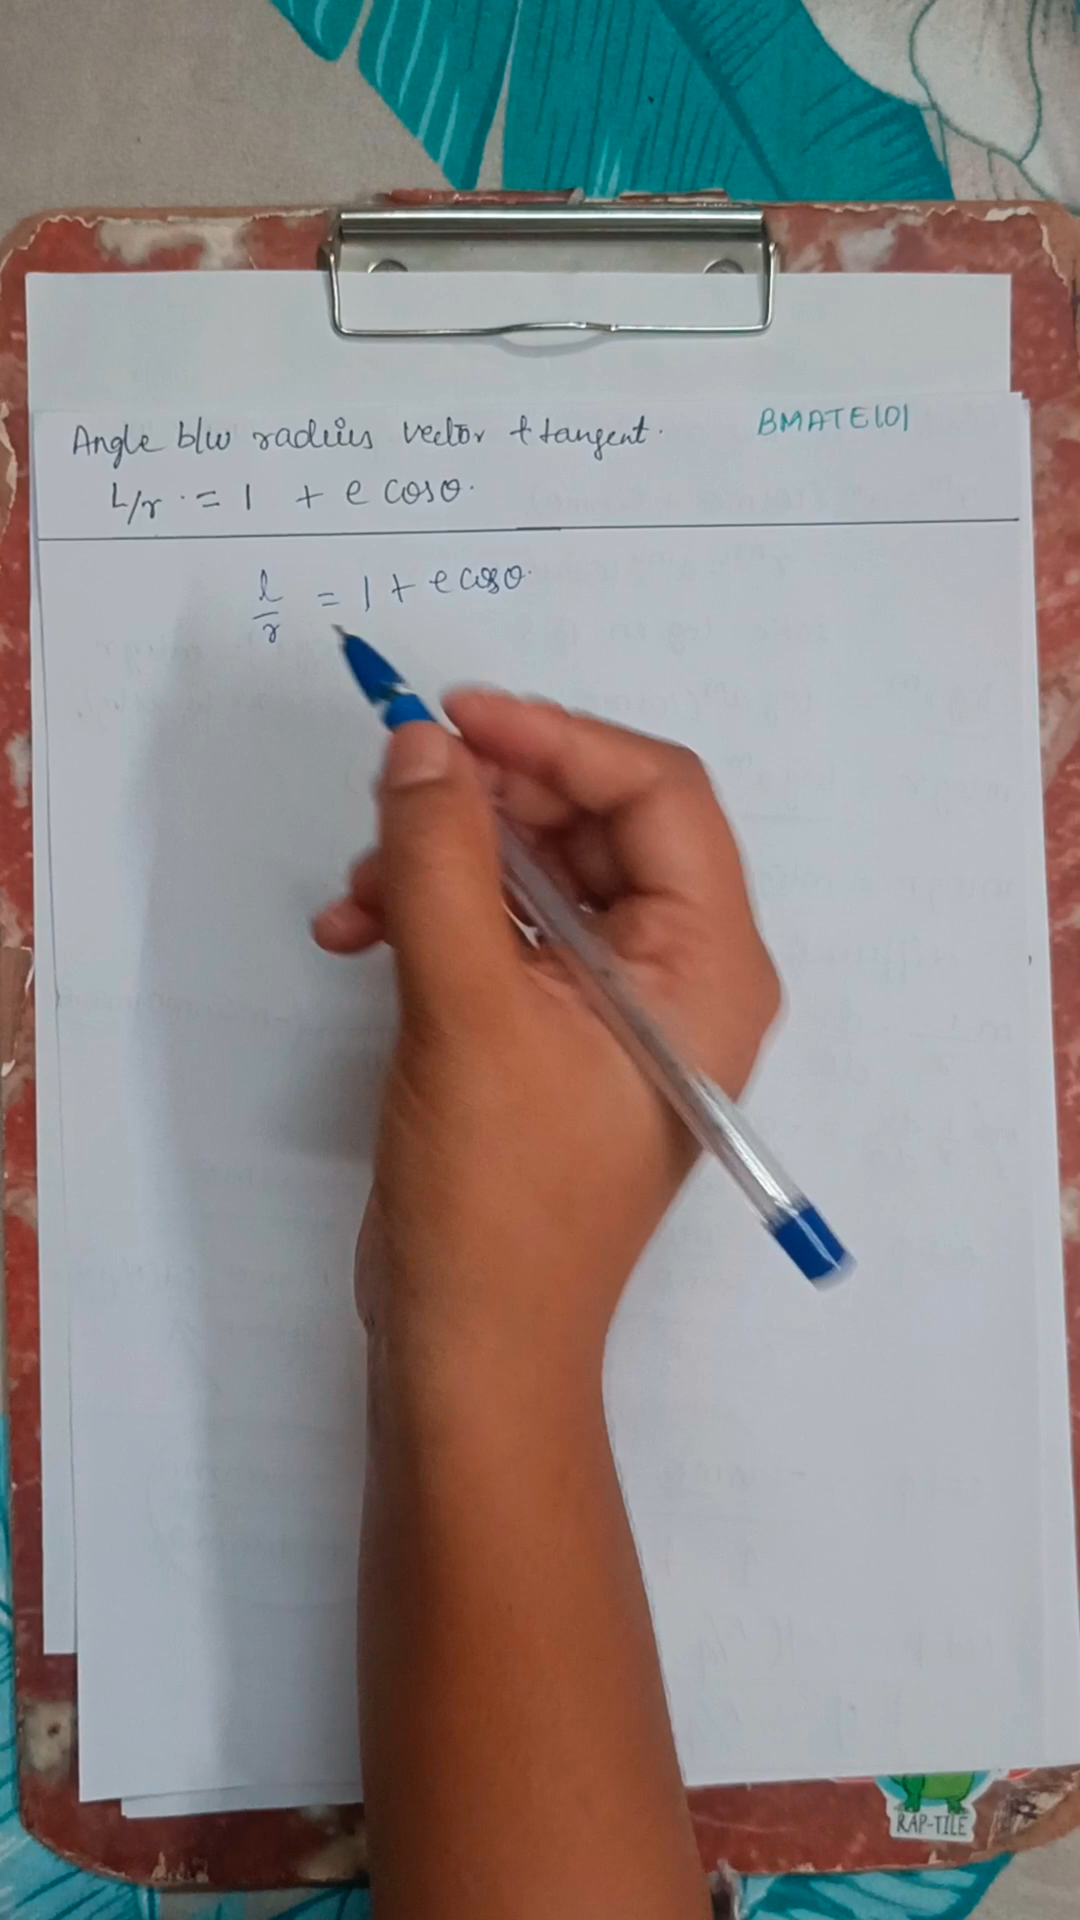 Angle b/w radius vector & tangent. BMATE101
L/r . = 1 + e cosθ.
l/r = 1 + e cosθ.
RAP-TILE